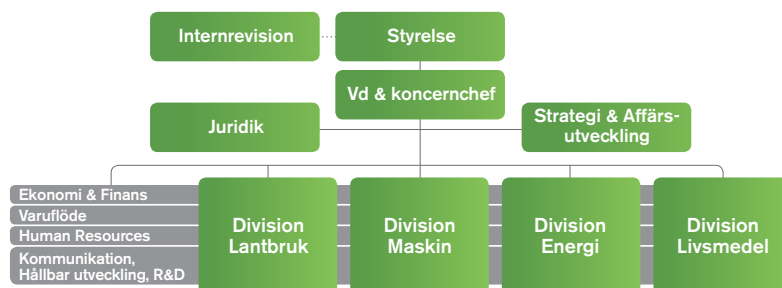 Internrevision
Styrelse
Vd & koncernchef
Juridik
Strategi & Affärs-
utveckling
Ekonomi & Finans
Varuflöde
Human Resources
Kommunikation,
Hållbar utveckling, R&D
Division
Lantbruk
Division
Maskin
Division
Energi
Division
Livsmedel